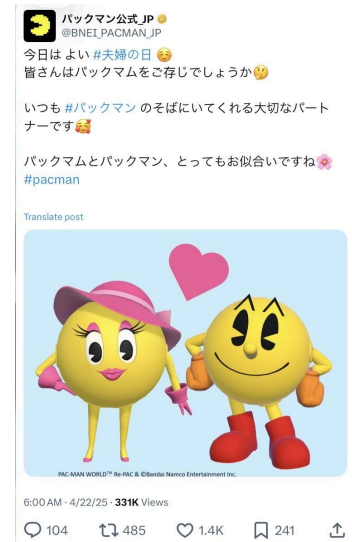 パックマン公式_JP
@BNEI_PACMAN_JP
今日は よい #夫婦の日 ☺️
皆さんはパックマムをご存じでしょうか🤔
いつも #パックマン のそばにいてくれる大切なパート
ナーです🥰
パックマムとパックマン、とってもお似合いですね🌸
#pacman
Translate post
PAC-MAN WORLD™ Re-PAC & ©Bandai Namco Entertainment Inc.
6:00 AM · 4/22/25 · 331K Views
104 485 1.4K 241